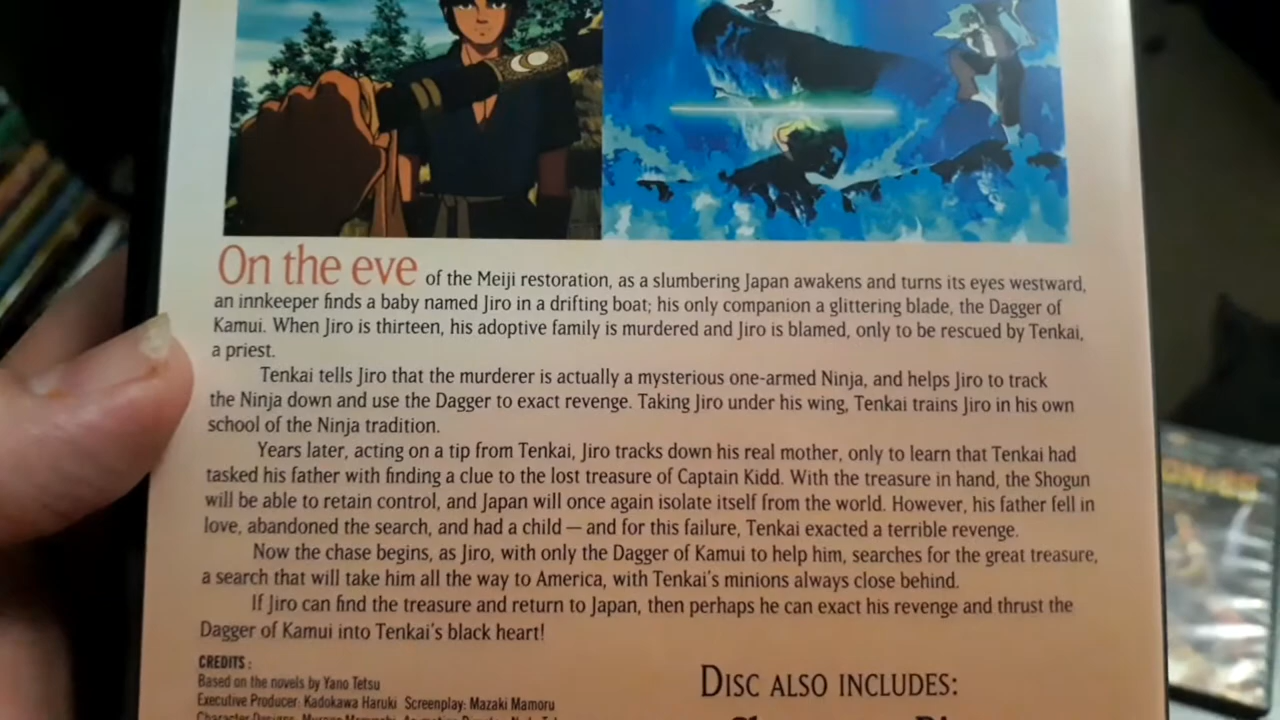 On the eve of the Meiji restoration, as a slumbering Japan awakens and turns its eyes westward,
an innkeeper finds a baby named Jiro in a drifting boat; his only companion a glittering blade, the Dagger of
Kamui. When Jiro is thirteen, his adoptive family is murdered and Jiro is blamed, only to be rescued by Tenkai,
a priest.
Tenkai tells Jiro that the murderer is actually a mysterious one-armed Ninja, and helps Jiro to track
the Ninja down and use the Dagger to exact revenge. Taking Jiro under his wing, Tenkai trains Jiro in his own
school of the Ninja tradition.
Years later, acting on a tip from Tenkai, Jiro tracks down his real mother, only to learn that Tenkai had
tasked his father with finding a clue to the lost treasure of Captain Kidd. With the treasure in hand, the Shogun
will be able to retain control, and Japan will once again isolate itself from the world. However, his father fell in
love, abandoned the search, and had a child — and for this failure, Tenkai exacted a terrible revenge.
Now the chase begins, as Jiro, with only the Dagger of Kamui to help him, searches for the great treasure,
a search that will take him all the way to America, with Tenkai's minions always close behind.
If Jiro can find the treasure and return to Japan, then perhaps he can exact his revenge and thrust the
Dagger of Kamui into Tenkai's black heart!
CREDITS:
Based on the novels by Yano Tetsu
Executive Producer: Kadokawa Haruki Screenplay: Mazaki Mamoru
DISC ALSO INCLUDES: